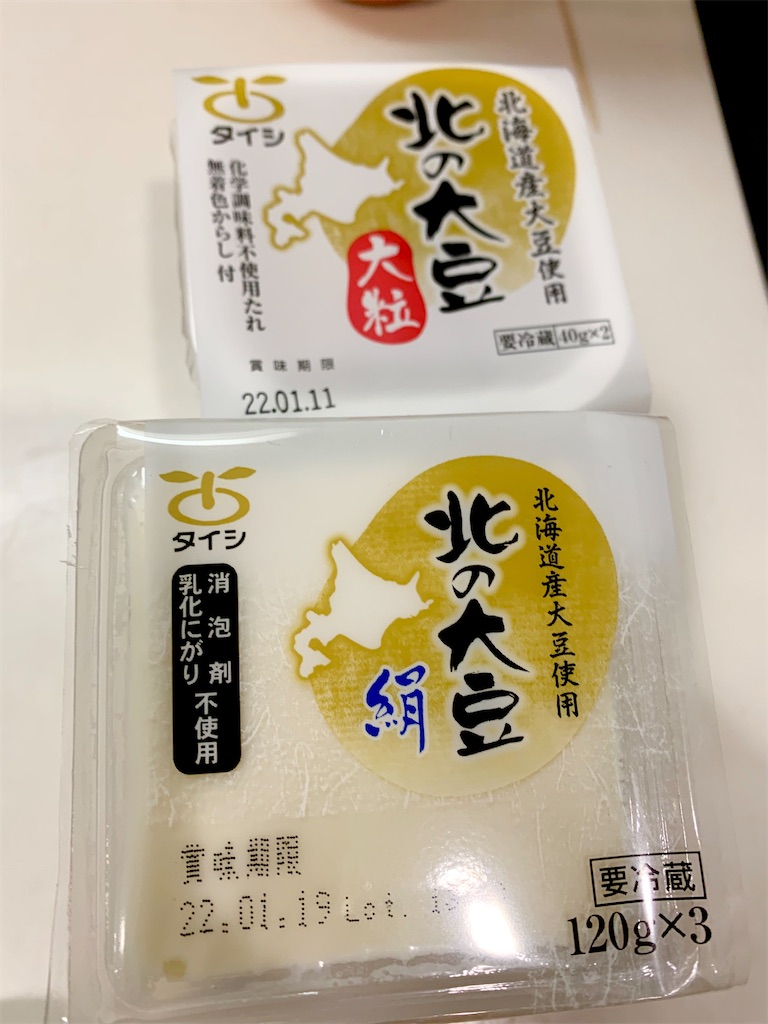 タイシ
北海道産大豆使用
北の大豆
大粒
化学調味料不使用たれ
無着色からし付
要冷蔵 40g×2
賞味期限
22.01.11
タイシ
北海道産大豆使用
北の大豆
絹
消泡剤
乳化にがり
不使用
賞味期限
22.01.19 Lot.
要冷蔵
120g×3